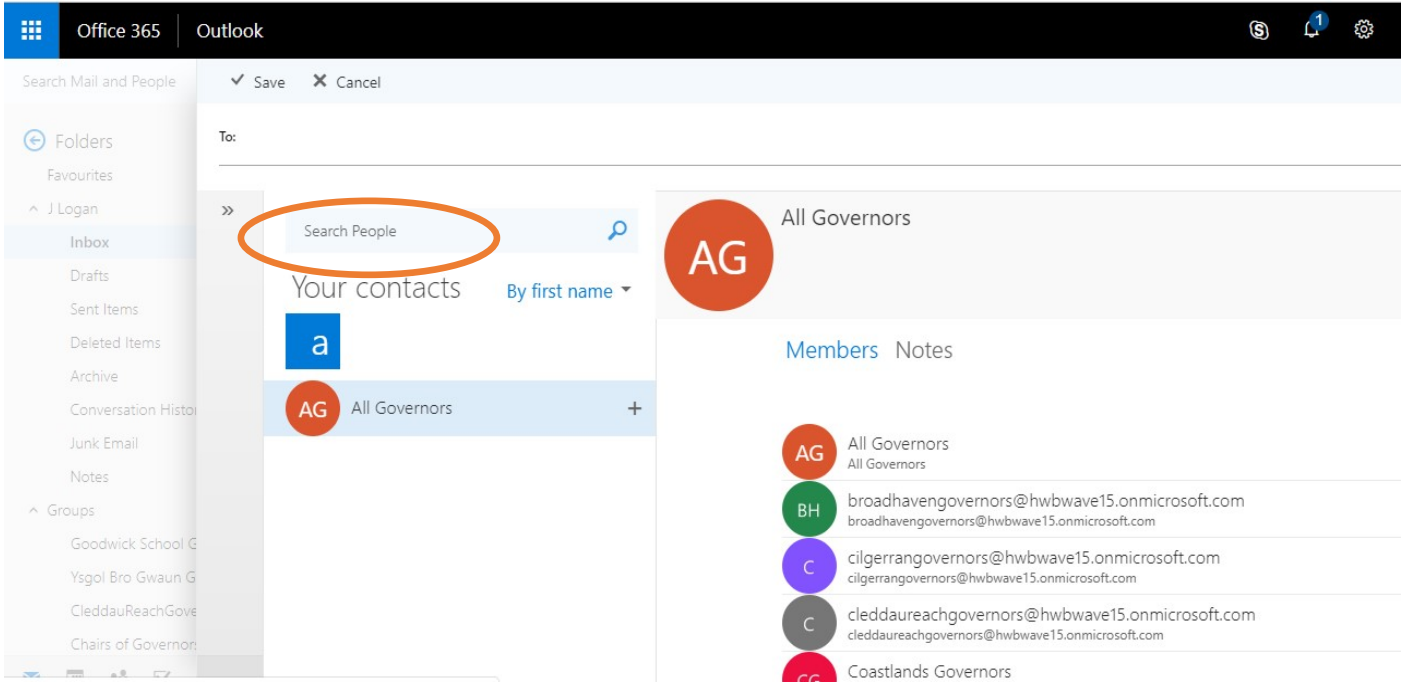 Office 365 Outlook
1
Search Mail and People
Save Cancel
To:
Folders
Favourites
J Logan
Inbox
Drafts
Sent Items
Deleted Items
Archive
Conversation Histo
Junk Email
Notes
Groups
Goodwick School G
Ysgol Bro Gwaun G
CleddauReachGove
Chairs of Governor
Search People
Your contacts By first name
a
AG All Governors +
AG All Governors
Members Notes
AG All Governors
All Governors
BH broadhavengovernors@hwbwave15.onmicrosoft.com
broadhavengovernors@hwbwave15.onmicrosoft.com
C cilgerrangovernors@hwbwave15.onmicrosoft.com
cilgerrangovernors@hwbwave15.onmicrosoft.com
C cleddaureachgovernors@hwbwave15.onmicrosoft.com
cleddaureachgovernors@hwbwave15.onmicrosoft.com
CG Coastlands Governors